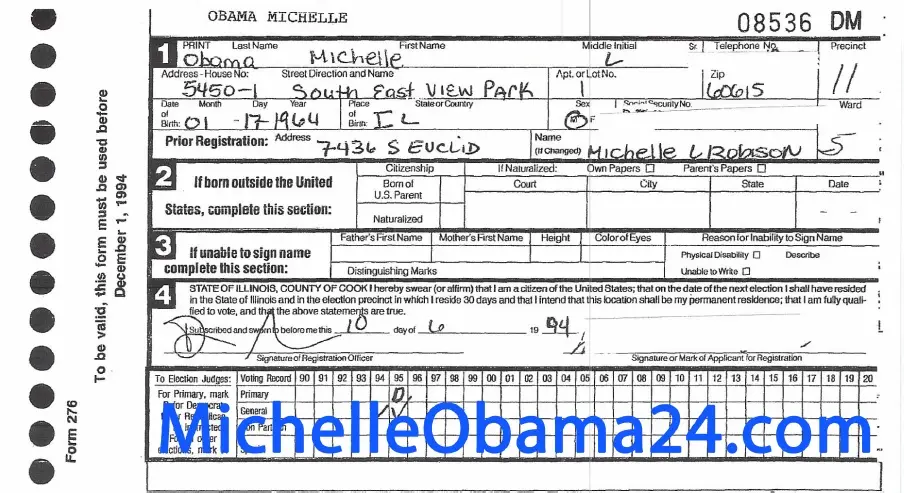 OBAMA MICHELLE
08536 DM
1 PRINT Last Name First Name Middle Initial Sr. Telephone No. Precinct
Obama Michelle L 11
Address - House No: Street Direction and Name Apt. or Lot No. Zip
5450-1 South East View Park 1 60615
Date of Birth: Month Day Year Place of Birth: State or Country Sex Social Security No. Ward
01 -17-1964 IL M F 5
Prior Registration: Address 7436 S EUCLID Name (If Changed) Michelle L Robison
2 If born outside the United States, complete this section:
Citizenship If Naturalized: Own Papers Parent's Papers
Born of U.S. Parent Court City State Date
Naturalized
3 If unable to sign name complete this section:
Father's First Name Mother's First Name Height Color of Eyes Reason for Inability to Sign Name
Physical Disability Describe
Distinguishing Marks Unable to Write
4 STATE OF ILLINOIS, COUNTY OF COOK I hereby swear (or affirm) that I am a citizen of the United States; that on the date of the next election I shall have resided
in the State of Illinois and in the election precinct in which I reside 30 days and that I intend that this location shall be my permanent residence; that I am fully quali-
fied to vote, and that the above statements are true.
Subscribed and sworn to before me this 10 day of 6 19 94
Signature of Registration Officer Signature or Mark of Applicant for Registration
To Election Judges: Voting Record 90 91 92 93 94 95 96 97 98 99 00 01 02 03 04 05 06 07 08 09 10 11 12 13 14 15 16 17 18 19 20
For Primary, mark Primary D
General
MichelleObama24.com
To be valid, this form must be used before
December 1, 1994
Form 276